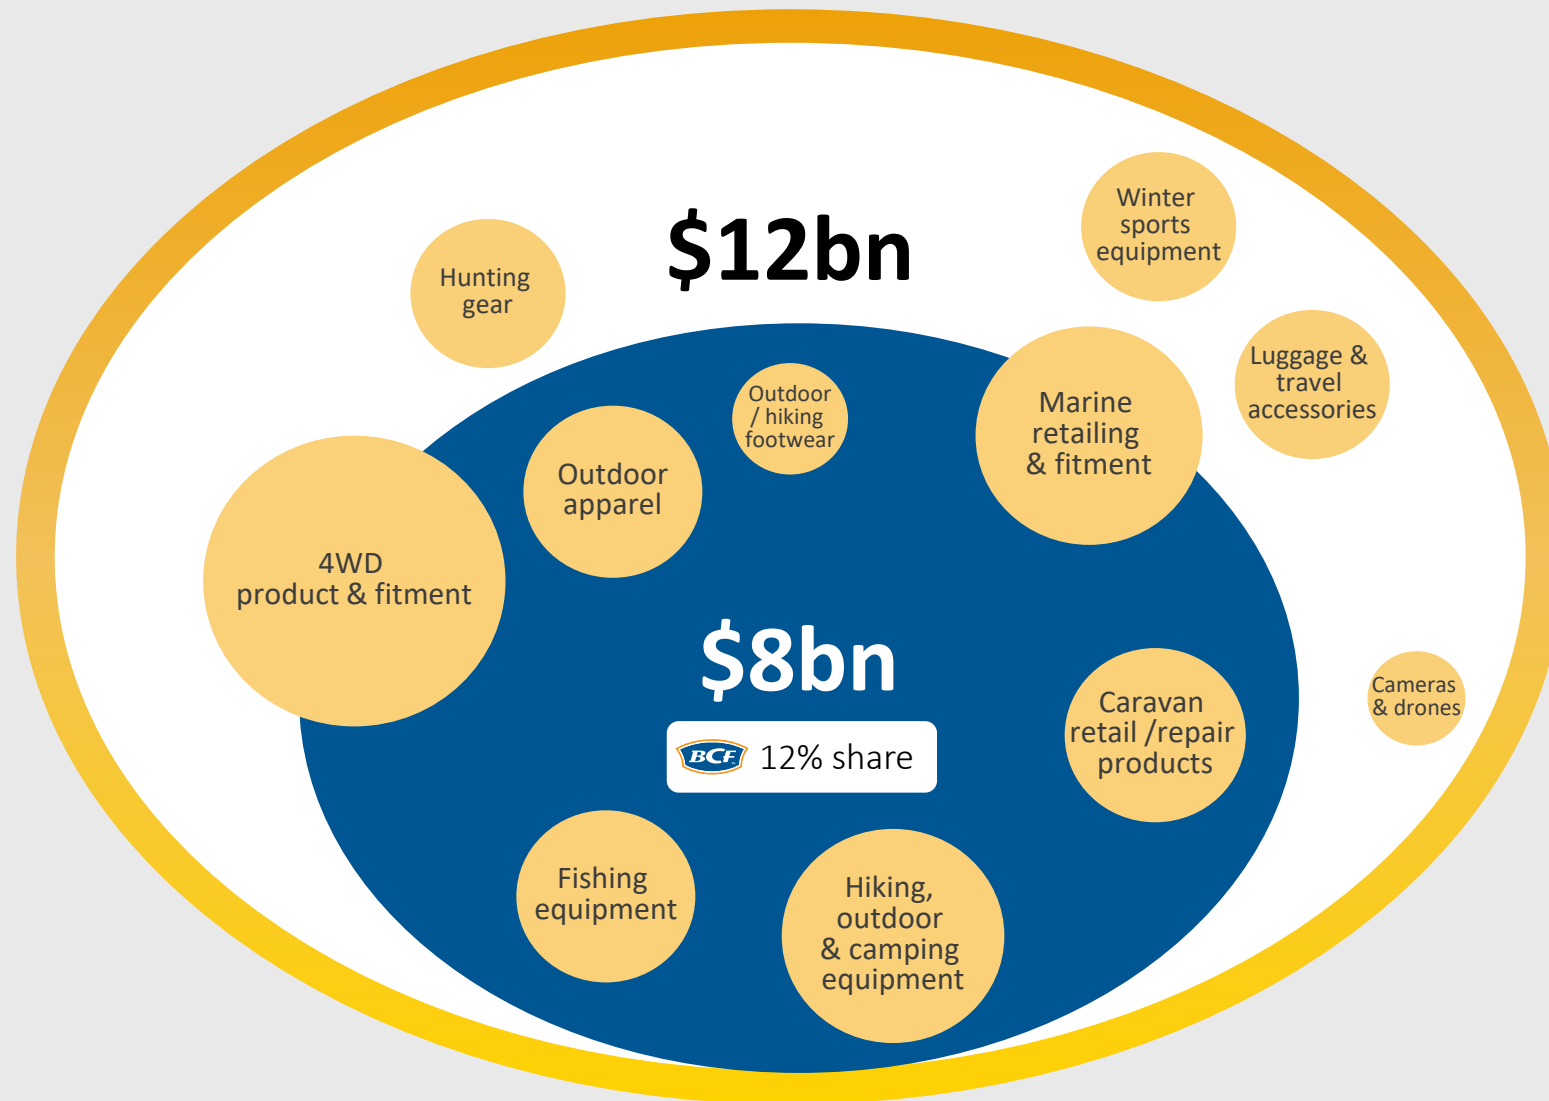 $12bn
Winter
sports
equipment
Hunting
gear
Luggage &
travel
accessories
Outdoor
/ hiking
footwear
Marine
retailing
& fitment
Outdoor
apparel
4WD
product & fitment
$8bn
BCF 12% share
Caravan
retail /repair
products
Cameras
& drones
Fishing
equipment
Hiking,
outdoor
& camping
equipment